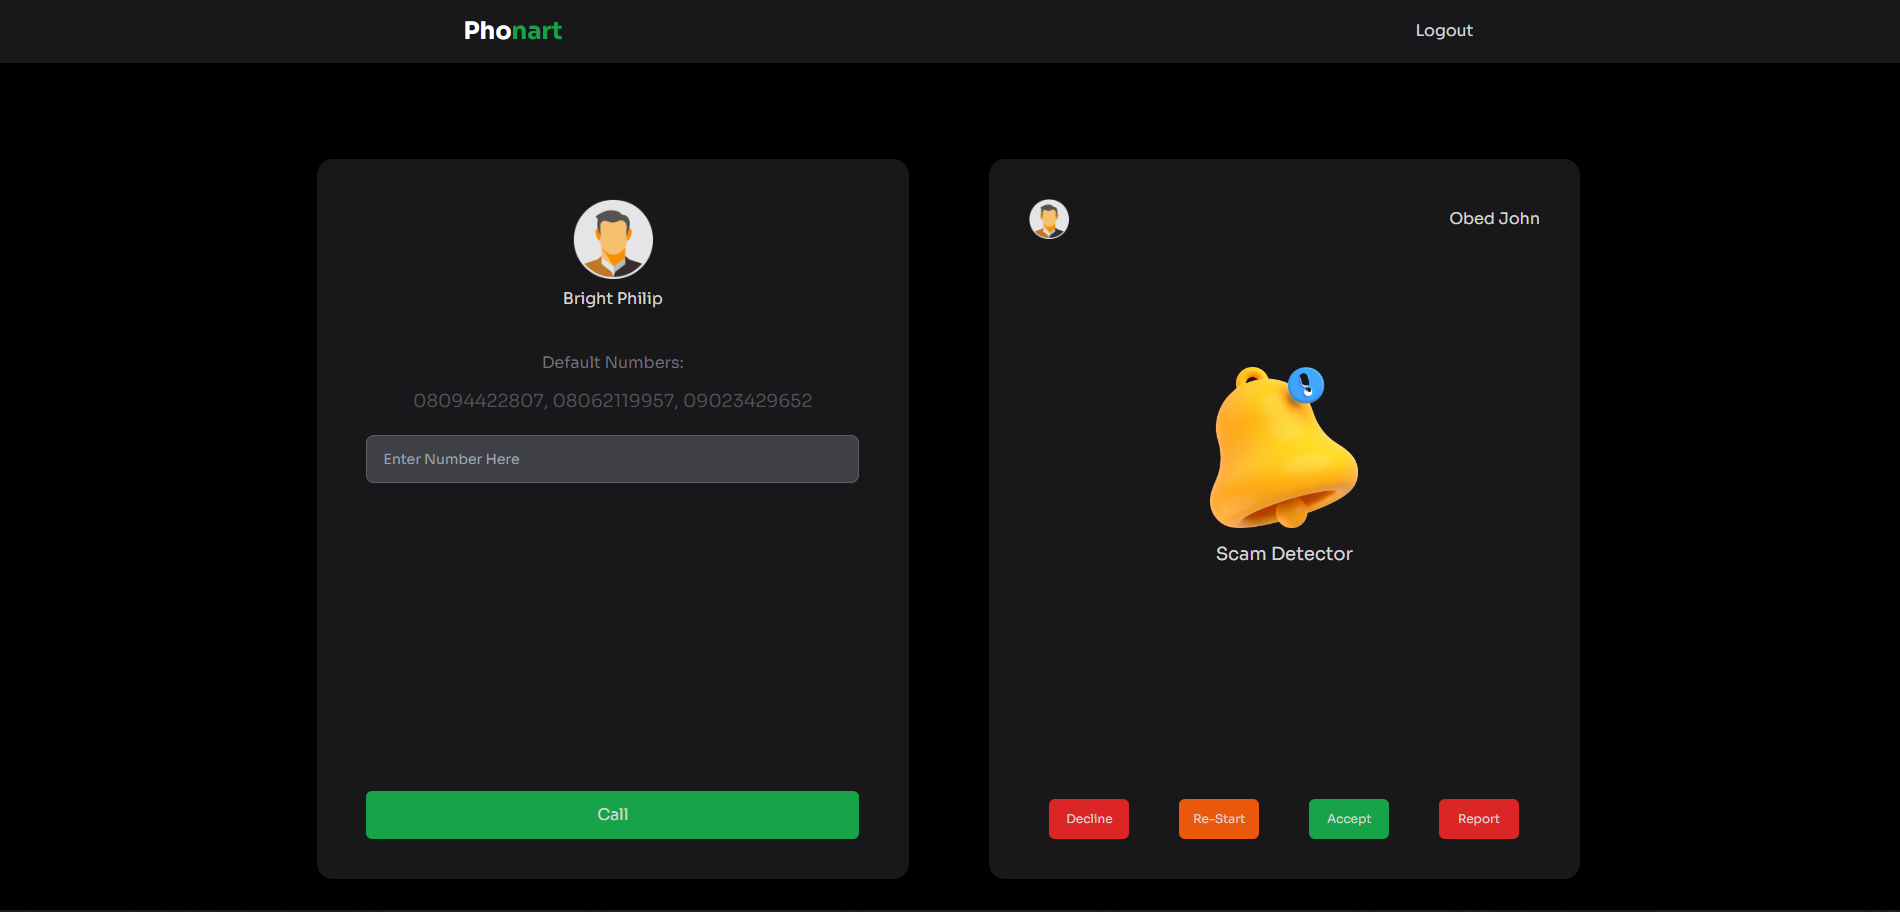 Phonart
Logout
Bright Philip
Default Numbers:
08094422807, 08062119957, 09023429652
Enter Number Here
Call
Obed John
Scam Detector
Decline
Re-Start
Accept
Report